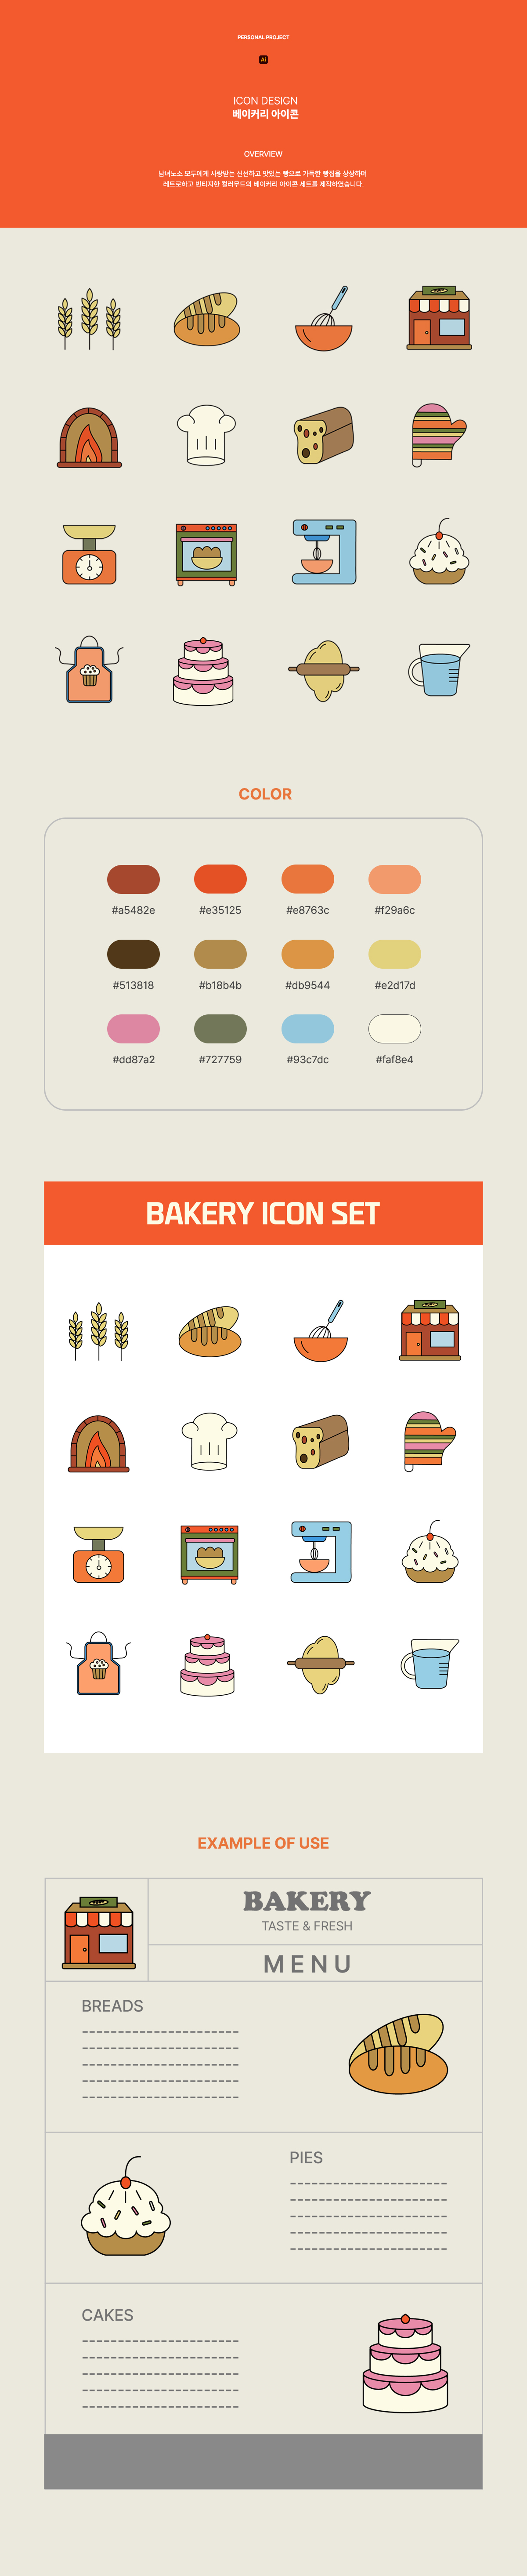 PERSONAL PROJECT
Ai
ICON DESIGN
베이커리 아이콘
OVERVIEW
남녀노소 모두에게 사랑받는 신선하고 맛있는 빵으로 가득한 빵집을 상상하며
레트로하고 빈티지한 컬러무드의 베이커리 아이콘 세트를 제작하였습니다.
COLOR
#a5482e #e35125 #e8763c #f29a6c
#513818 #b18b4b #db9544 #e2d17d
#dd87a2 #727759 #93c7dc #faf8e4
BAKERY ICON SET
EXAMPLE OF USE
BAKERY
TASTE & FRESH
MENU
BREADS
PIES
CAKES